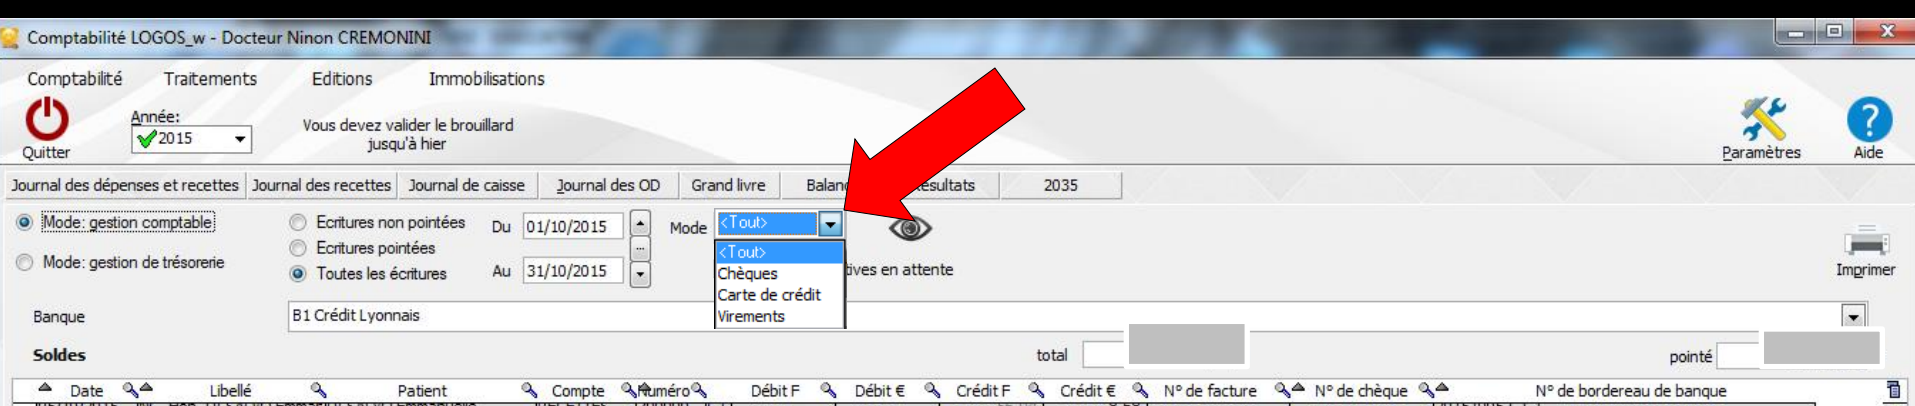 Comptabilité LOGOS_w - Docteur Ninon CREMONINI
Comptabilité Traitements Editions Immobilisations
Quitter
Année:
2015
Vous devez valider le brouillard
jusqu'à hier
Paramètres
Aide
Journal des dépenses et recettes Journal des recettes Journal de caisse Journal des OD Grand livre 2035
Mode: gestion comptable
Mode: gestion de trésorerie
Ecritures non pointées
Ecritures pointées
Toutes les écritures
Du 01/10/2015
Au 31/10/2015
Mode <Tout>
<Tout>
Chèques
Carte de crédit
Virements
en attente
Imprimer
Banque B1 Crédit Lyonnais
Soldes total pointé
Date Libellé Patient Compte Numéro Débit F Débit € Crédit F Crédit € N° de facture N° de chèque N° de bordereau de banque